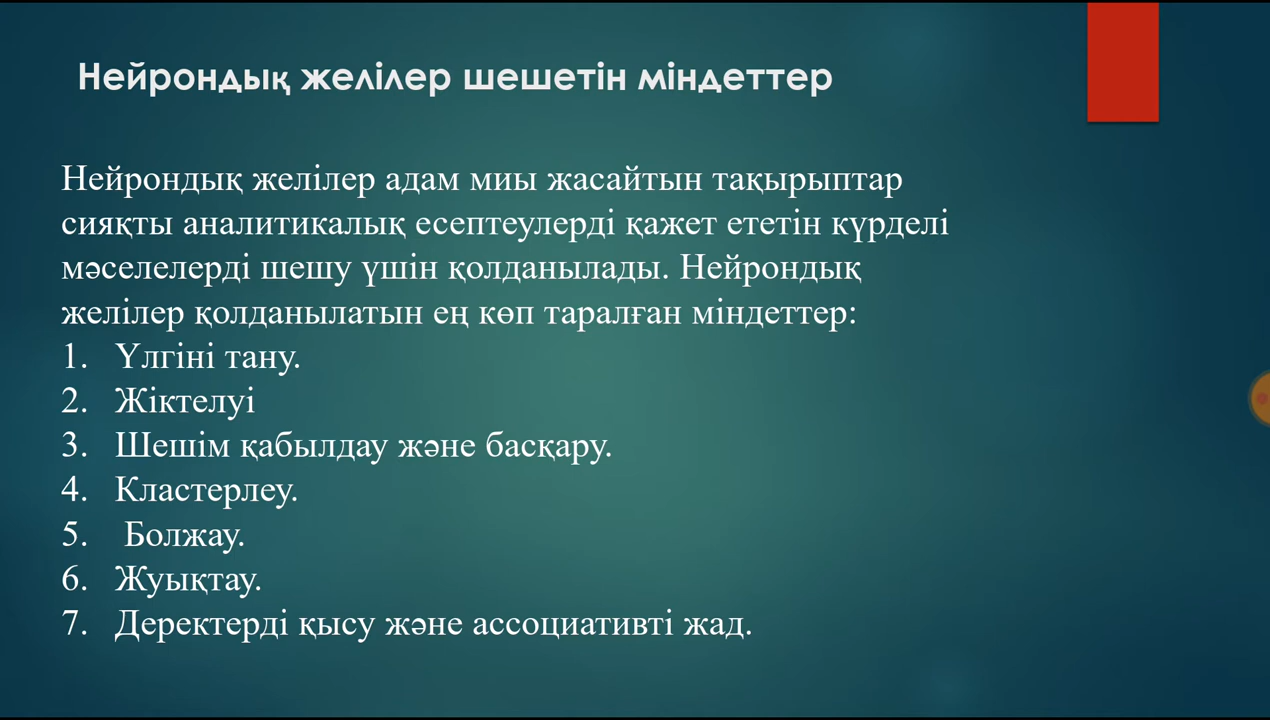 Нейрондық желілер шешетін міндеттер
Нейрондық желілер адам миы жасайтын тақырыптар
сияқты аналитикалық есептеулерді қажет ететін күрделі
мәселелерді шешу үшін қолданылады. Нейрондық
желілер қолданылатын ең көп таралған міндеттер:
1. Үлгіні тану.
2. Жіктелуі
3. Шешім қабылдау және басқару.
4. Кластерлеу.
5. Болжау.
6. Жуықтау.
7. Деректерді қысу және ассоциативті жад.